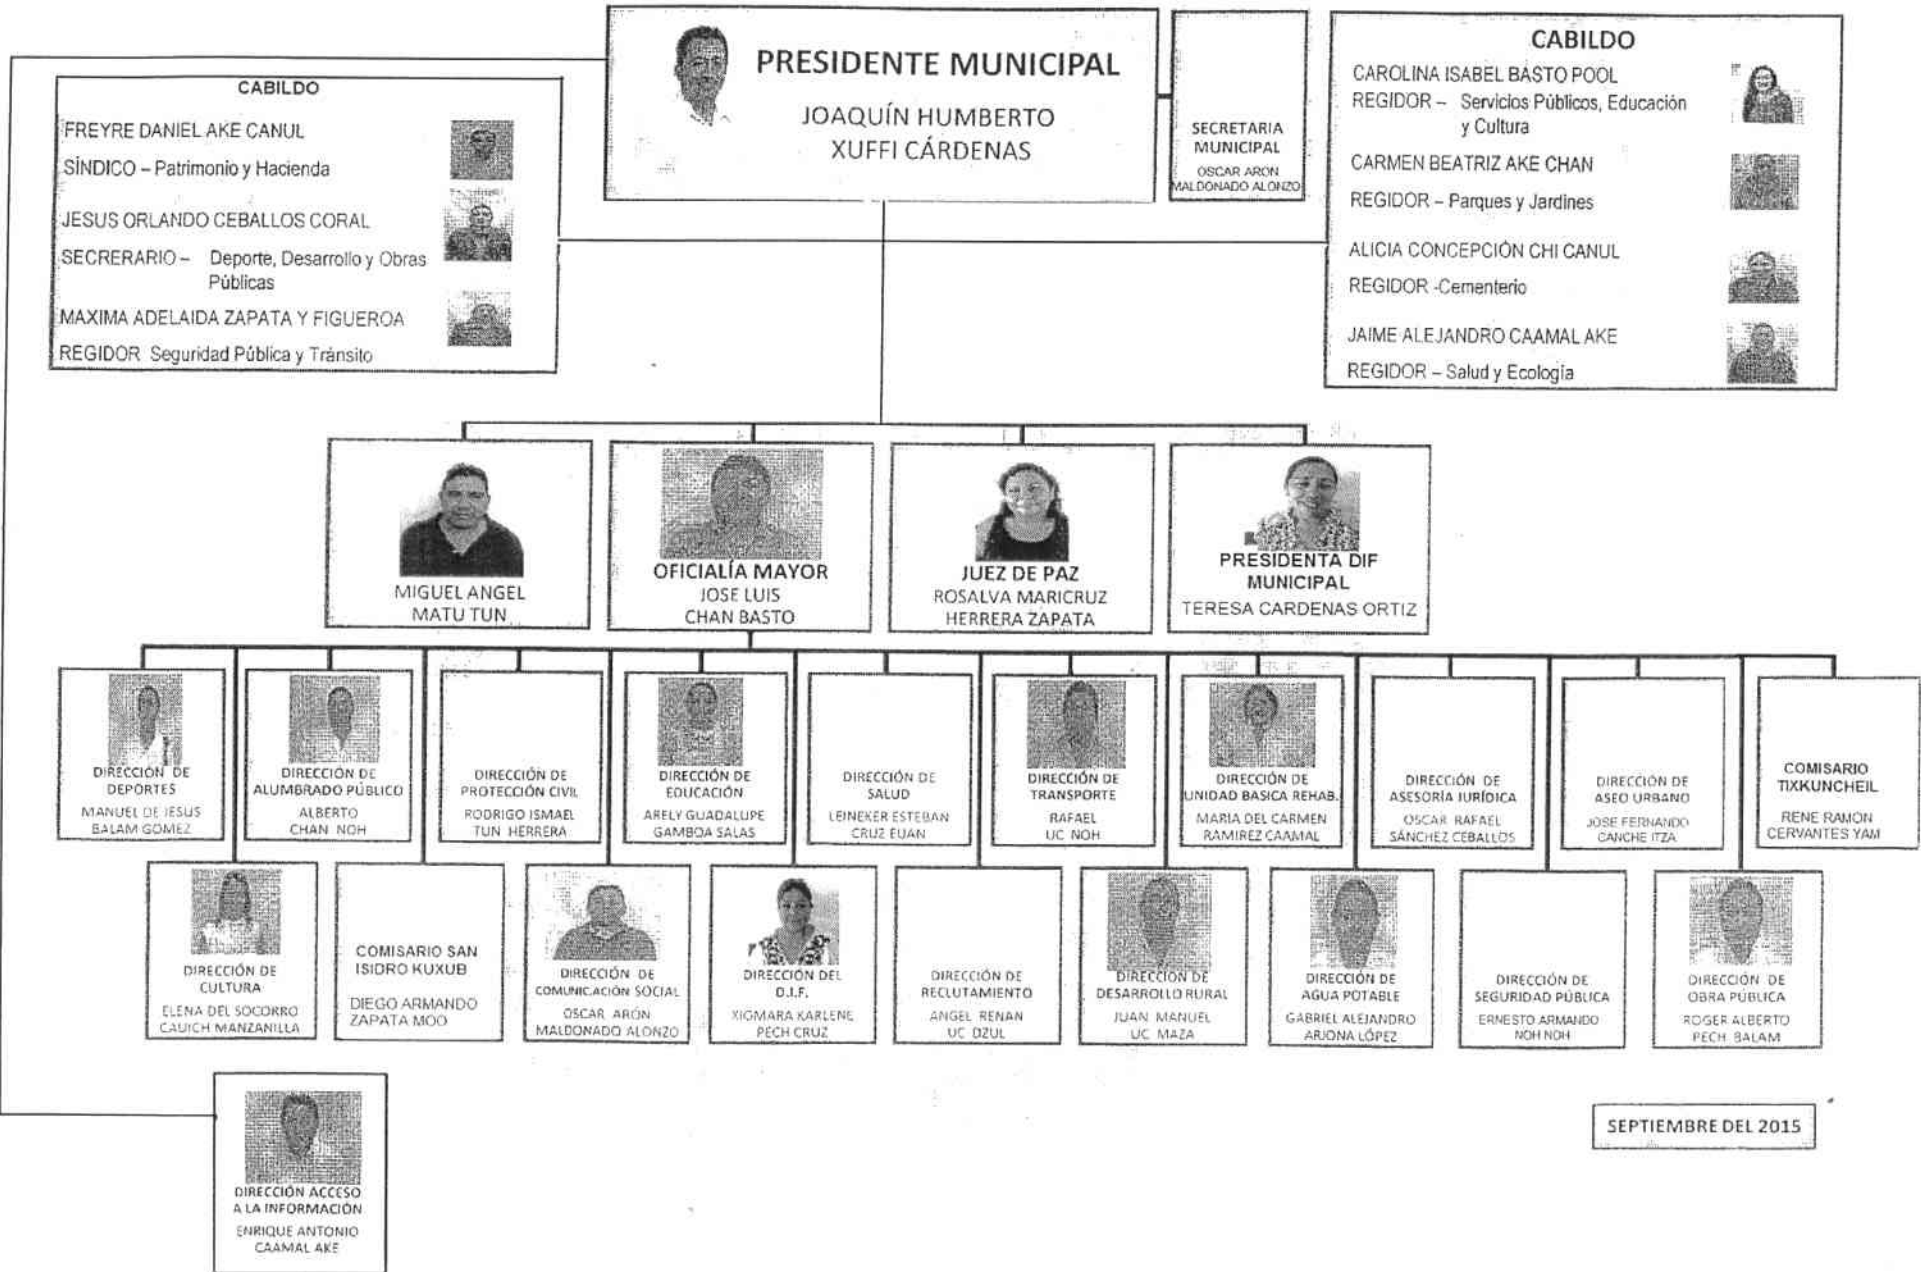 PRESIDENTE MUNICIPAL
JOAQUÍN HUMBERTO
XUFFI CÁRDENAS
SECRETARIA
MUNICIPAL
OSCAR ARON
MALDONADO ALONZO
CABILDO
FREYRE DANIEL AKE CANUL
SÍNDICO – Patrimonio y Hacienda
JESUS ORLANDO CEBALLOS CORAL
SECRERARIO – Deporte, Desarrollo y Obras
Públicas
MAXIMA ADELAIDA ZAPATA Y FIGUEROA
REGIDOR Seguridad Pública y Tránsito
CABILDO
CAROLINA ISABEL BASTO POOL
REGIDOR – Servicios Públicos, Educación
y Cultura
CARMEN BEATRIZ AKE CHAN
REGIDOR – Parques y Jardines
ALICIA CONCEPCIÓN CHI CANUL
REGIDOR -Cementerio
JAIME ALEJANDRO CAAMAL AKE
REGIDOR – Salud y Ecología
MIGUEL ANGEL
MATU TUN
OFICIALÍA MAYOR
JOSE LUIS
CHAN BASTO
JUEZ DE PAZ
ROSALVA MARICRUZ
HERRERA ZAPATA
PRESIDENTA DIF
MUNICIPAL
TERESA CARDENAS ORTIZ
DIRECCIÓN DE
DEPORTES
MANUEL DE JESUS
BALAM GOMEZ
DIRECCIÓN DE
ALUMBRADO PÚBLICO
ALBERTO
CHAN NOH
DIRECCIÓN DE
PROTECCIÓN CIVIL
RODRIGO ISMAEL
TUN HERRERA
DIRECCIÓN DE
EDUCACIÓN
ARELY GUADALUPE
GAMBOA SALAS
DIRECCIÓN DE
SALUD
LEINEKER ESTEBAN
CRUZ EUAN
DIRECCIÓN DE
TRANSPORTE
RAFAEL
UC NOH
DIRECCIÓN DE
UNIDAD BASICA REHAB.
MARIA DEL CARMEN
RAMIREZ CAAMAL
DIRECCIÓN DE
ASESORÍA JURÍDICA
OSCAR RAFAEL
SÁNCHEZ CEBALLOS
DIRECCIÓN DE
ASEO URBANO
JOSE FERNANDO
CANCHE ITZA
COMISARIO
TIXKUNCHEIL
RENE RAMON
CERVANTES YAM
DIRECCIÓN DE
CULTURA
ELENA DEL SOCORRO
CAUICH MANZANILLA
COMISARIO SAN
ISIDRO KUXUB
DIEGO ARMANDO
ZAPATA MOO
DIRECCIÓN DE
COMUNICACIÓN SOCIAL
OSCAR ARÓN
MALDONADO ALONZO
DIRECCIÓN DEL
D.I.F.
XIGMARA KARLENE
PECH CRUZ
DIRECCIÓN DE
RECLUTAMIENTO
ANGEL RENAN
UC DZUL
DIRECCIÓN DE
DESARROLLO RURAL
JUAN MANUEL
UC MAZA
DIRECCIÓN DE
AGUA POTABLE
GABRIEL ALEJANDRO
ARJONA LÓPEZ
DIRECCIÓN DE
SEGURIDAD PÚBLICA
ERNESTO ARMANDO
NOH NOH
DIRECCIÓN DE
OBRA PÚBLICA
ROGER ALBERTO
PECH BALAM
DIRECCIÓN ACCESO
A LA INFORMACIÓN
ENRIQUE ANTONIO
CAAMAL AKE
SEPTIEMBRE DEL 2015